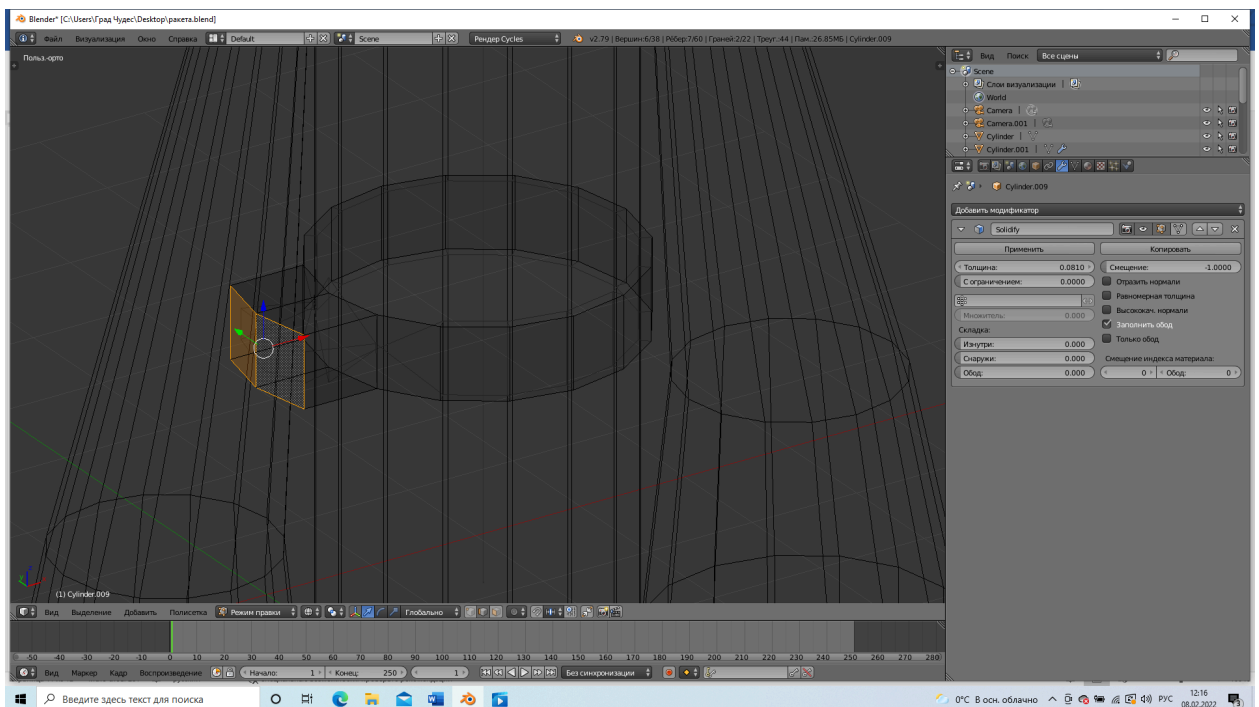 Blender* [C:\Users\Град Чудес\Desktop\ракета.blend]
Файл Визуализация Окно Справка Default Scene Рендер Cycles v2.79 | Вершин:6/38 | Рёбер:7/60 | Граней:2/22 | Треуг.:44 | Пам.:26.85МБ | Cylinder.009
Польз.-орто
Вид Поиск Все сцены
Scene
Слои визуализации |
World
Camera |
Camera.001 |
Cylinder |
Cylinder.001 |
Cylinder.009
Добавить модификатор
Solidify
Применить Копировать
Толщина: 0.0810 Смещение: -1.0000
С ограничением: 0.0000 Отразить нормали
Равномерная толщина
Множитель: 0.000 Высококач. нормали
Складка: Заполнить обод
Изнутри: 0.000 Только обод
Снаружи: 0.000 Смещение индекса материала:
Обод: 0.000 0 Обод: 0
(1) Cylinder.009
Вид Выделение Добавить Полисетка Режим правки Глобально
-50 -40 -30 -20 -10 0 10 20 30 40 50 60 70 80 90 100 110 120 130 140 150 160 170 180 190 200 210 220 230 240 250 260 270 280
Вид Маркер Кадр Воспроизведение Начало: 1 Конец: 250 1 Без синхронизации
Введите здесь текст для поиска 0°C В осн. облачно РУС 12:16
08.02.2022